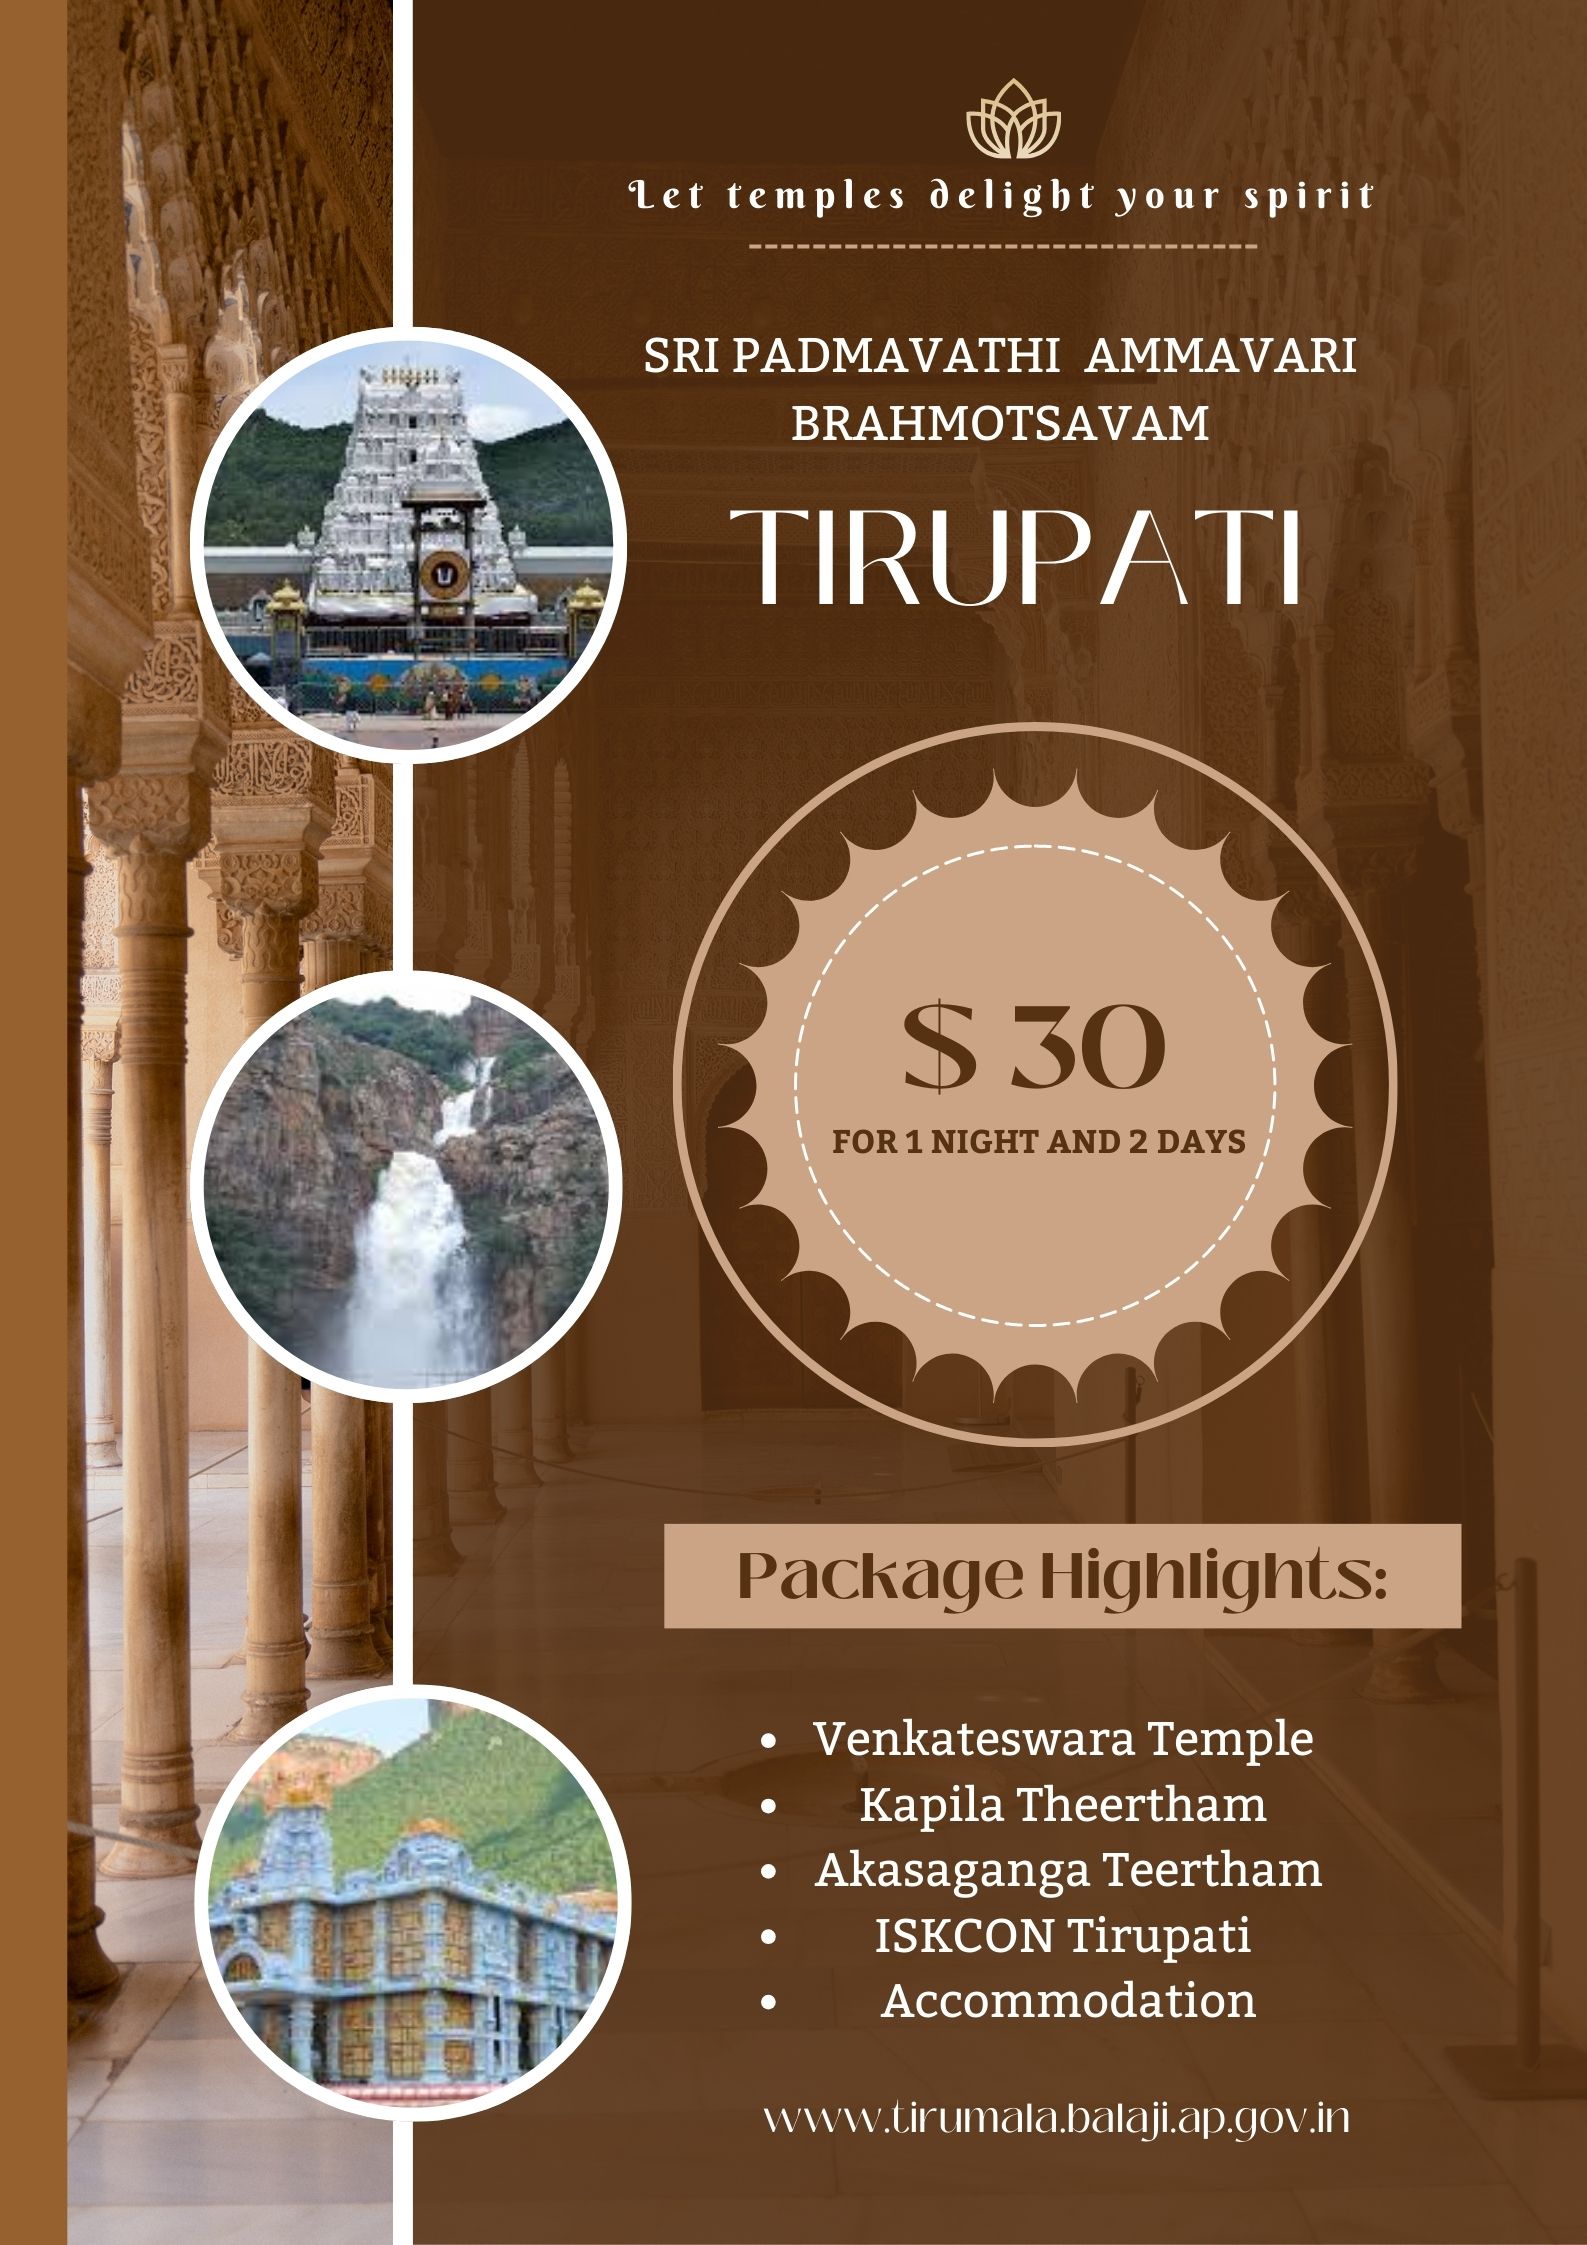 Let temples delight your spirit
SRI PADMAVATHI AMMAVARI
BRAHMOTSAVAM
TIRUPATI
$ 30
FOR 1 NIGHT AND 2 DAYS
Package Highlights:
• Venkateswara Temple
• Kapila Theertham
• Akasaganga Teertham
• ISKCON Tirupati
• Accommodation
www.tirumala.balaji.ap.gov.in